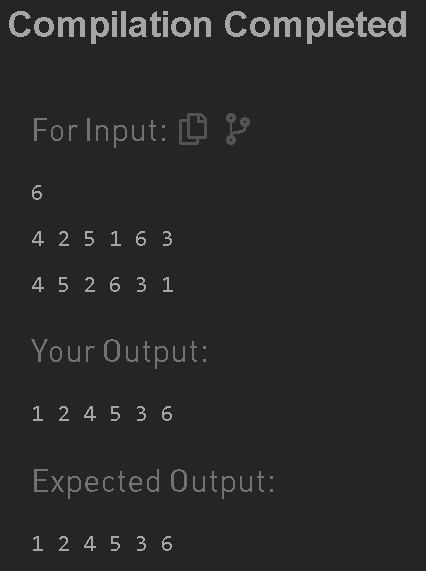 Compilation Completed
For Input:
6
4 2 5 1 6 3
4 5 2 6 3 1
Your Output:
1 2 4 5 3 6
Expected Output:
1 2 4 5 3 6